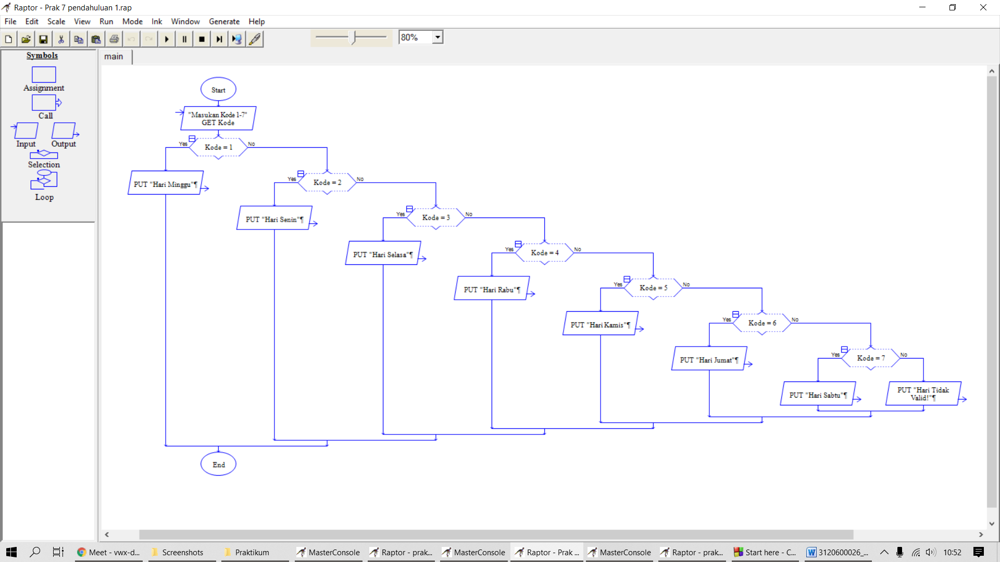 Raptor - Prak 7 pendahuluan 1.rap
File Edit Scale View Run Mode Ink Window Generate Help
80%
Symbols
Assignment
Call
Input Output
Selection
Loop
main
Start
"Masukan Kode 1-7"
GET Kode
Yes Kode = 1 No
PUT "Hari Minggu"¶
Yes Kode = 2 No
PUT "Hari Senin"¶
Yes Kode = 3 No
PUT "Hari Selasa"¶
Yes Kode = 4 No
PUT "Hari Rabu"¶
Yes Kode = 5 No
PUT "Hari Kamis"¶
Yes Kode = 6 No
PUT "Hari Jumat"¶
Yes Kode = 7 No
PUT "Hari Sabtu"¶
PUT "Hari Tidak
Valid!"¶
End
Meet - vwx-d... Screenshots Praktikum MasterConsole Raptor - prak... MasterConsole Raptor - Prak ... MasterConsole Raptor - prak... Start here - C... 3120600026_... 10:52